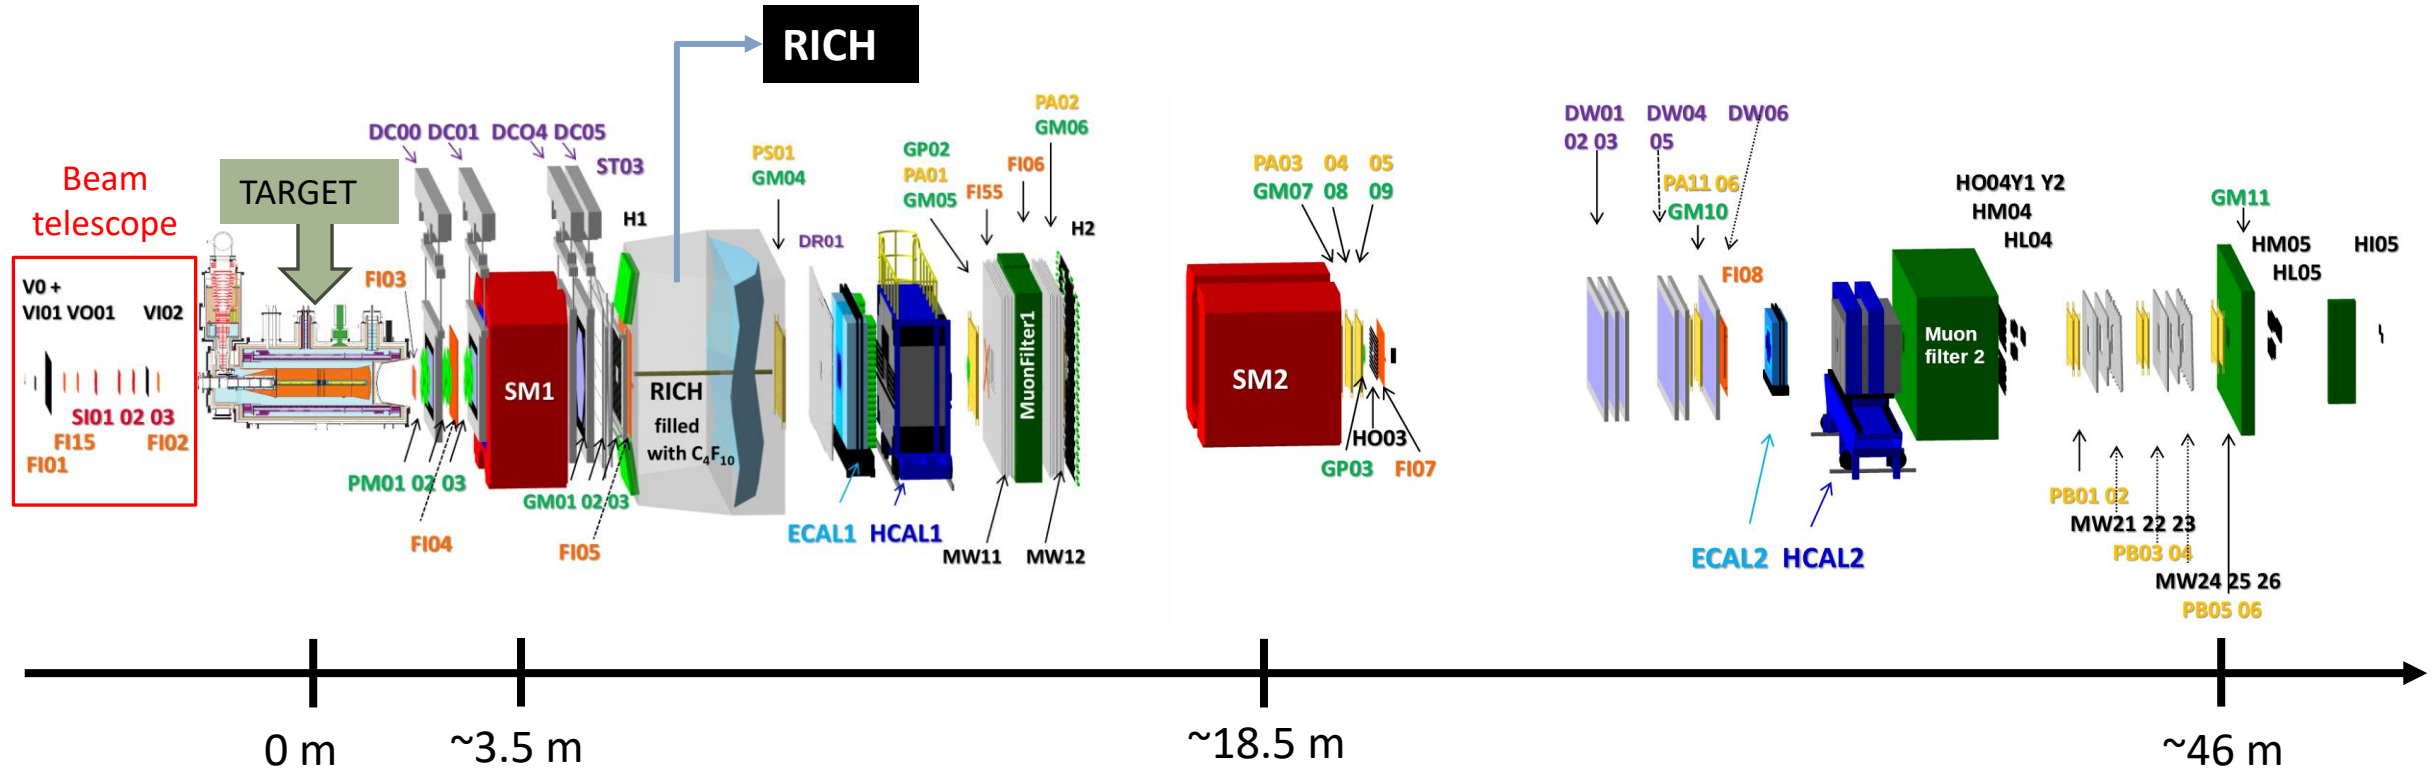 RICH
Beam
telescope
TARGET
V0 +
VI01 VO01 VI02
SI01 02 03
FI15 FI02
FI01
DC00 DC01 DCO4 DC05
ST03
FI03
H1
SM1
RICH
filled
with C₄F₁₀
PM01 02 03
GM01 02 03
FI04
FI05
PS01
GM04
DR01
GP02
PA01
GM05
FI55
FI06
PA02
GM06
H2
MuonFilter1
ECAL1 HCAL1
MW11 MW12
PA03 04 05
GM07 08 09
SM2
HO03
GP03 FI07
DW01 DW04 DW06
02 03 05
PA11 06
GM10
FI08
ECAL2 HCAL2
HO04Y1 Y2
HM04
HL04
Muon
filter 2
GM11
HM05 HI05
HL05
PB01 02
MW21 22 23
PB03 04
MW24 25 26
PB05 06
0 m ~3.5 m ~18.5 m ~46 m